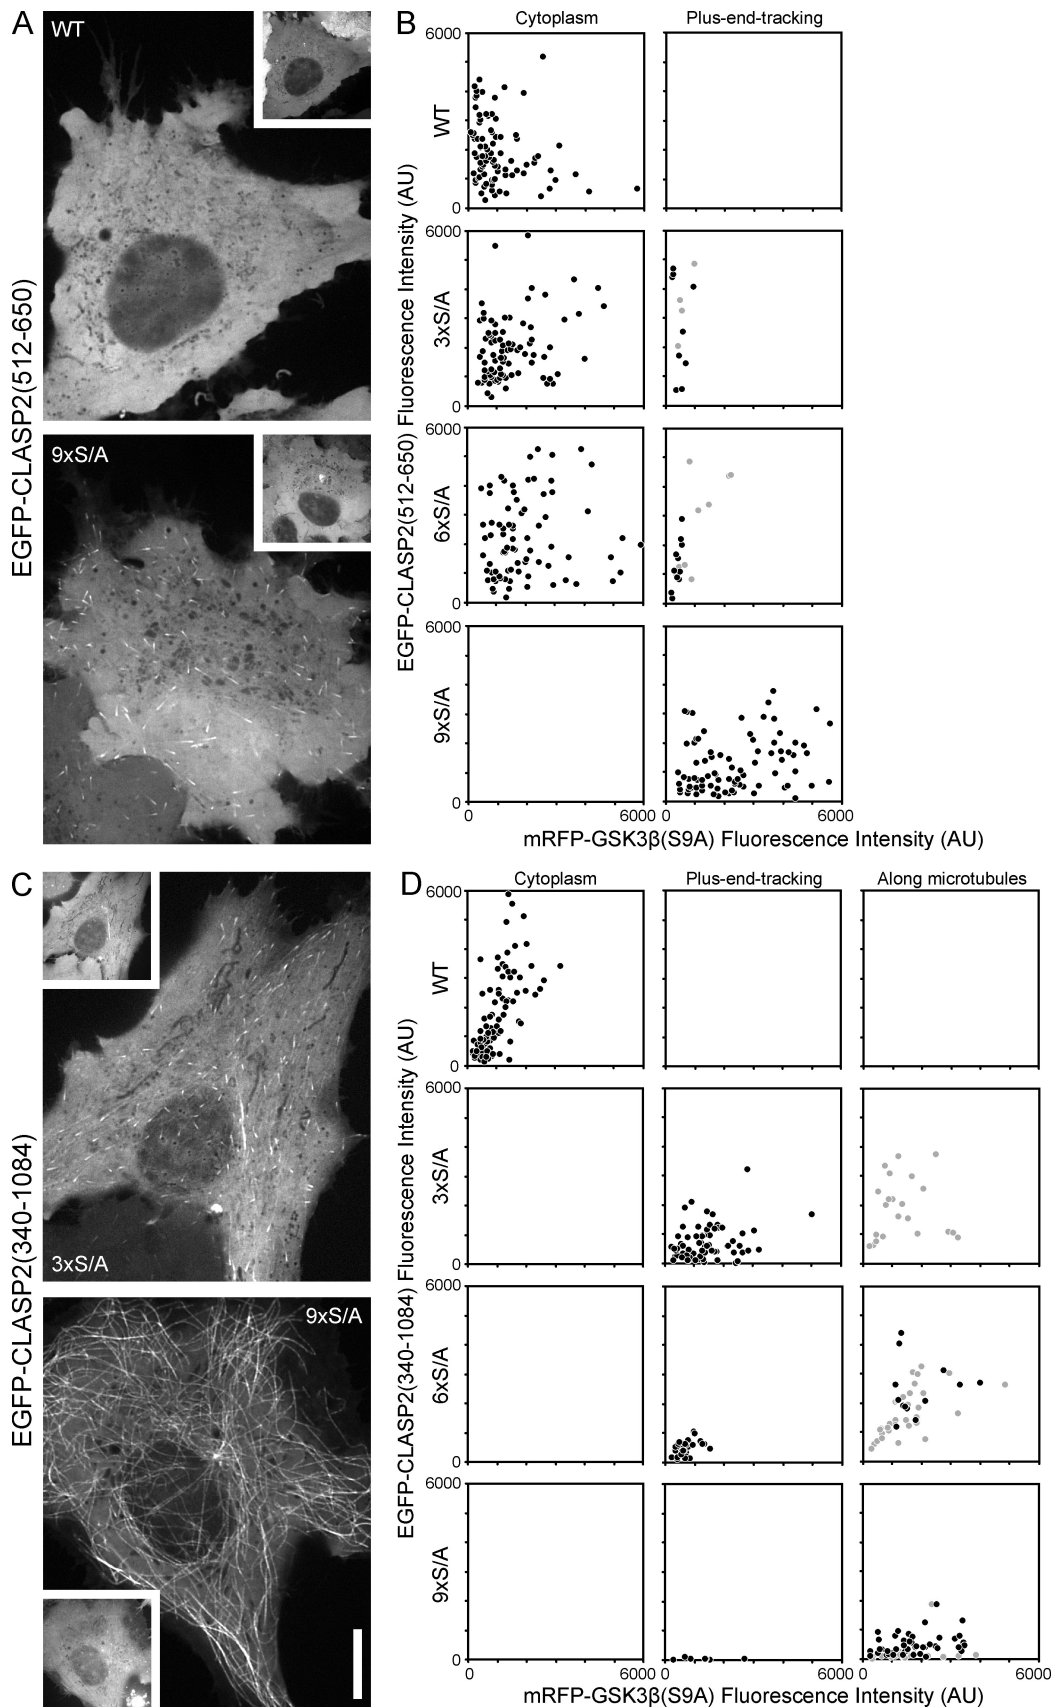 A
WT
EGFP-CLASP2(512-650)
9xS/A
B
Cytoplasm Plus-end-tracking
6000
WT
0
6000
3xS/A
0
6000
6xS/A
0
6000
9xS/A
0
0 6000 0 6000
EGFP-CLASP2(512-650) Fluorescence Intensity (AU)
mRFP-GSK3β(S9A) Fluorescence Intensity (AU)
C
3xS/A
EGFP-CLASP2(340-1084)
9xS/A
D
Cytoplasm Plus-end-tracking Along microtubules
6000
WT
0
6000
3xS/A
0
6000
6xS/A
0
6000
9xS/A
0
0 6000 0 6000 0 6000
EGFP-CLASP2(340-1084) Fluorescence Intensity (AU)
mRFP-GSK3β(S9A) Fluorescence Intensity (AU)